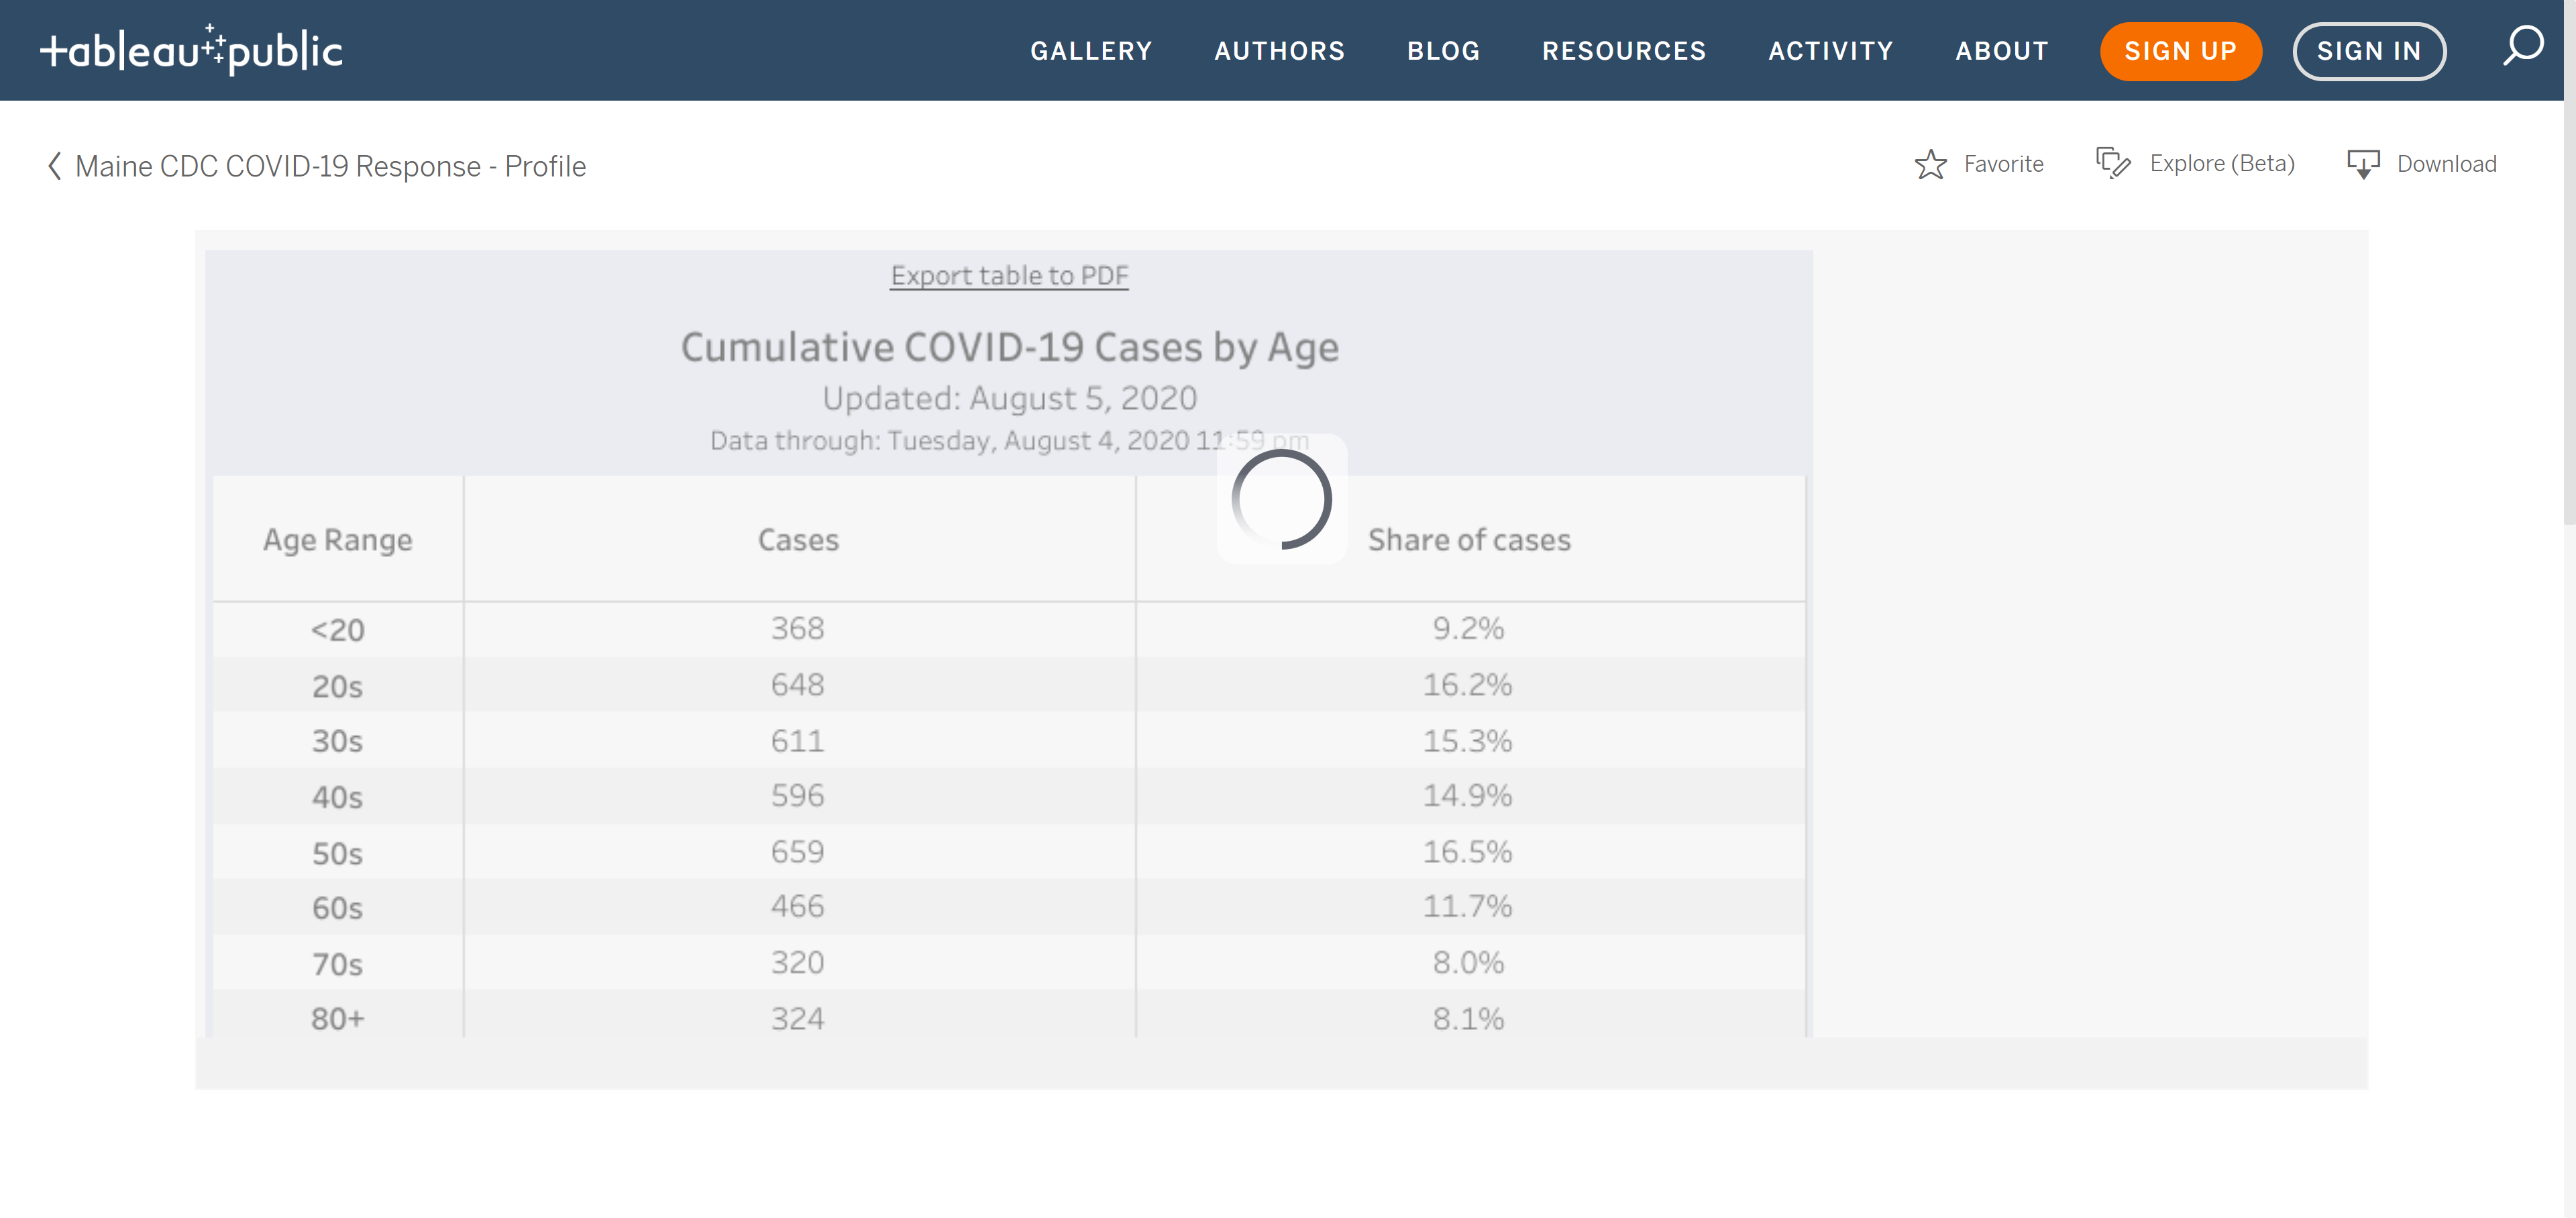 tableau public GALLERY AUTHORS BLOG RESOURCES ACTIVITY ABOUT SIGN UP SIGN IN
Maine CDC COVID-19 Response - Profile Favorite Explore (Beta) Download
Export table to PDF
Cumulative COVID-19 Cases by Age
Updated: August 5, 2020
Data through: Tuesday, August 4, 2020 11:59 pm
Age Range Cases Share of cases
<20 368 9.2%
20s 648 16.2%
30s 611 15.3%
40s 596 14.9%
50s 659 16.5%
60s 466 11.7%
70s 320 8.0%
80+ 324 8.1%